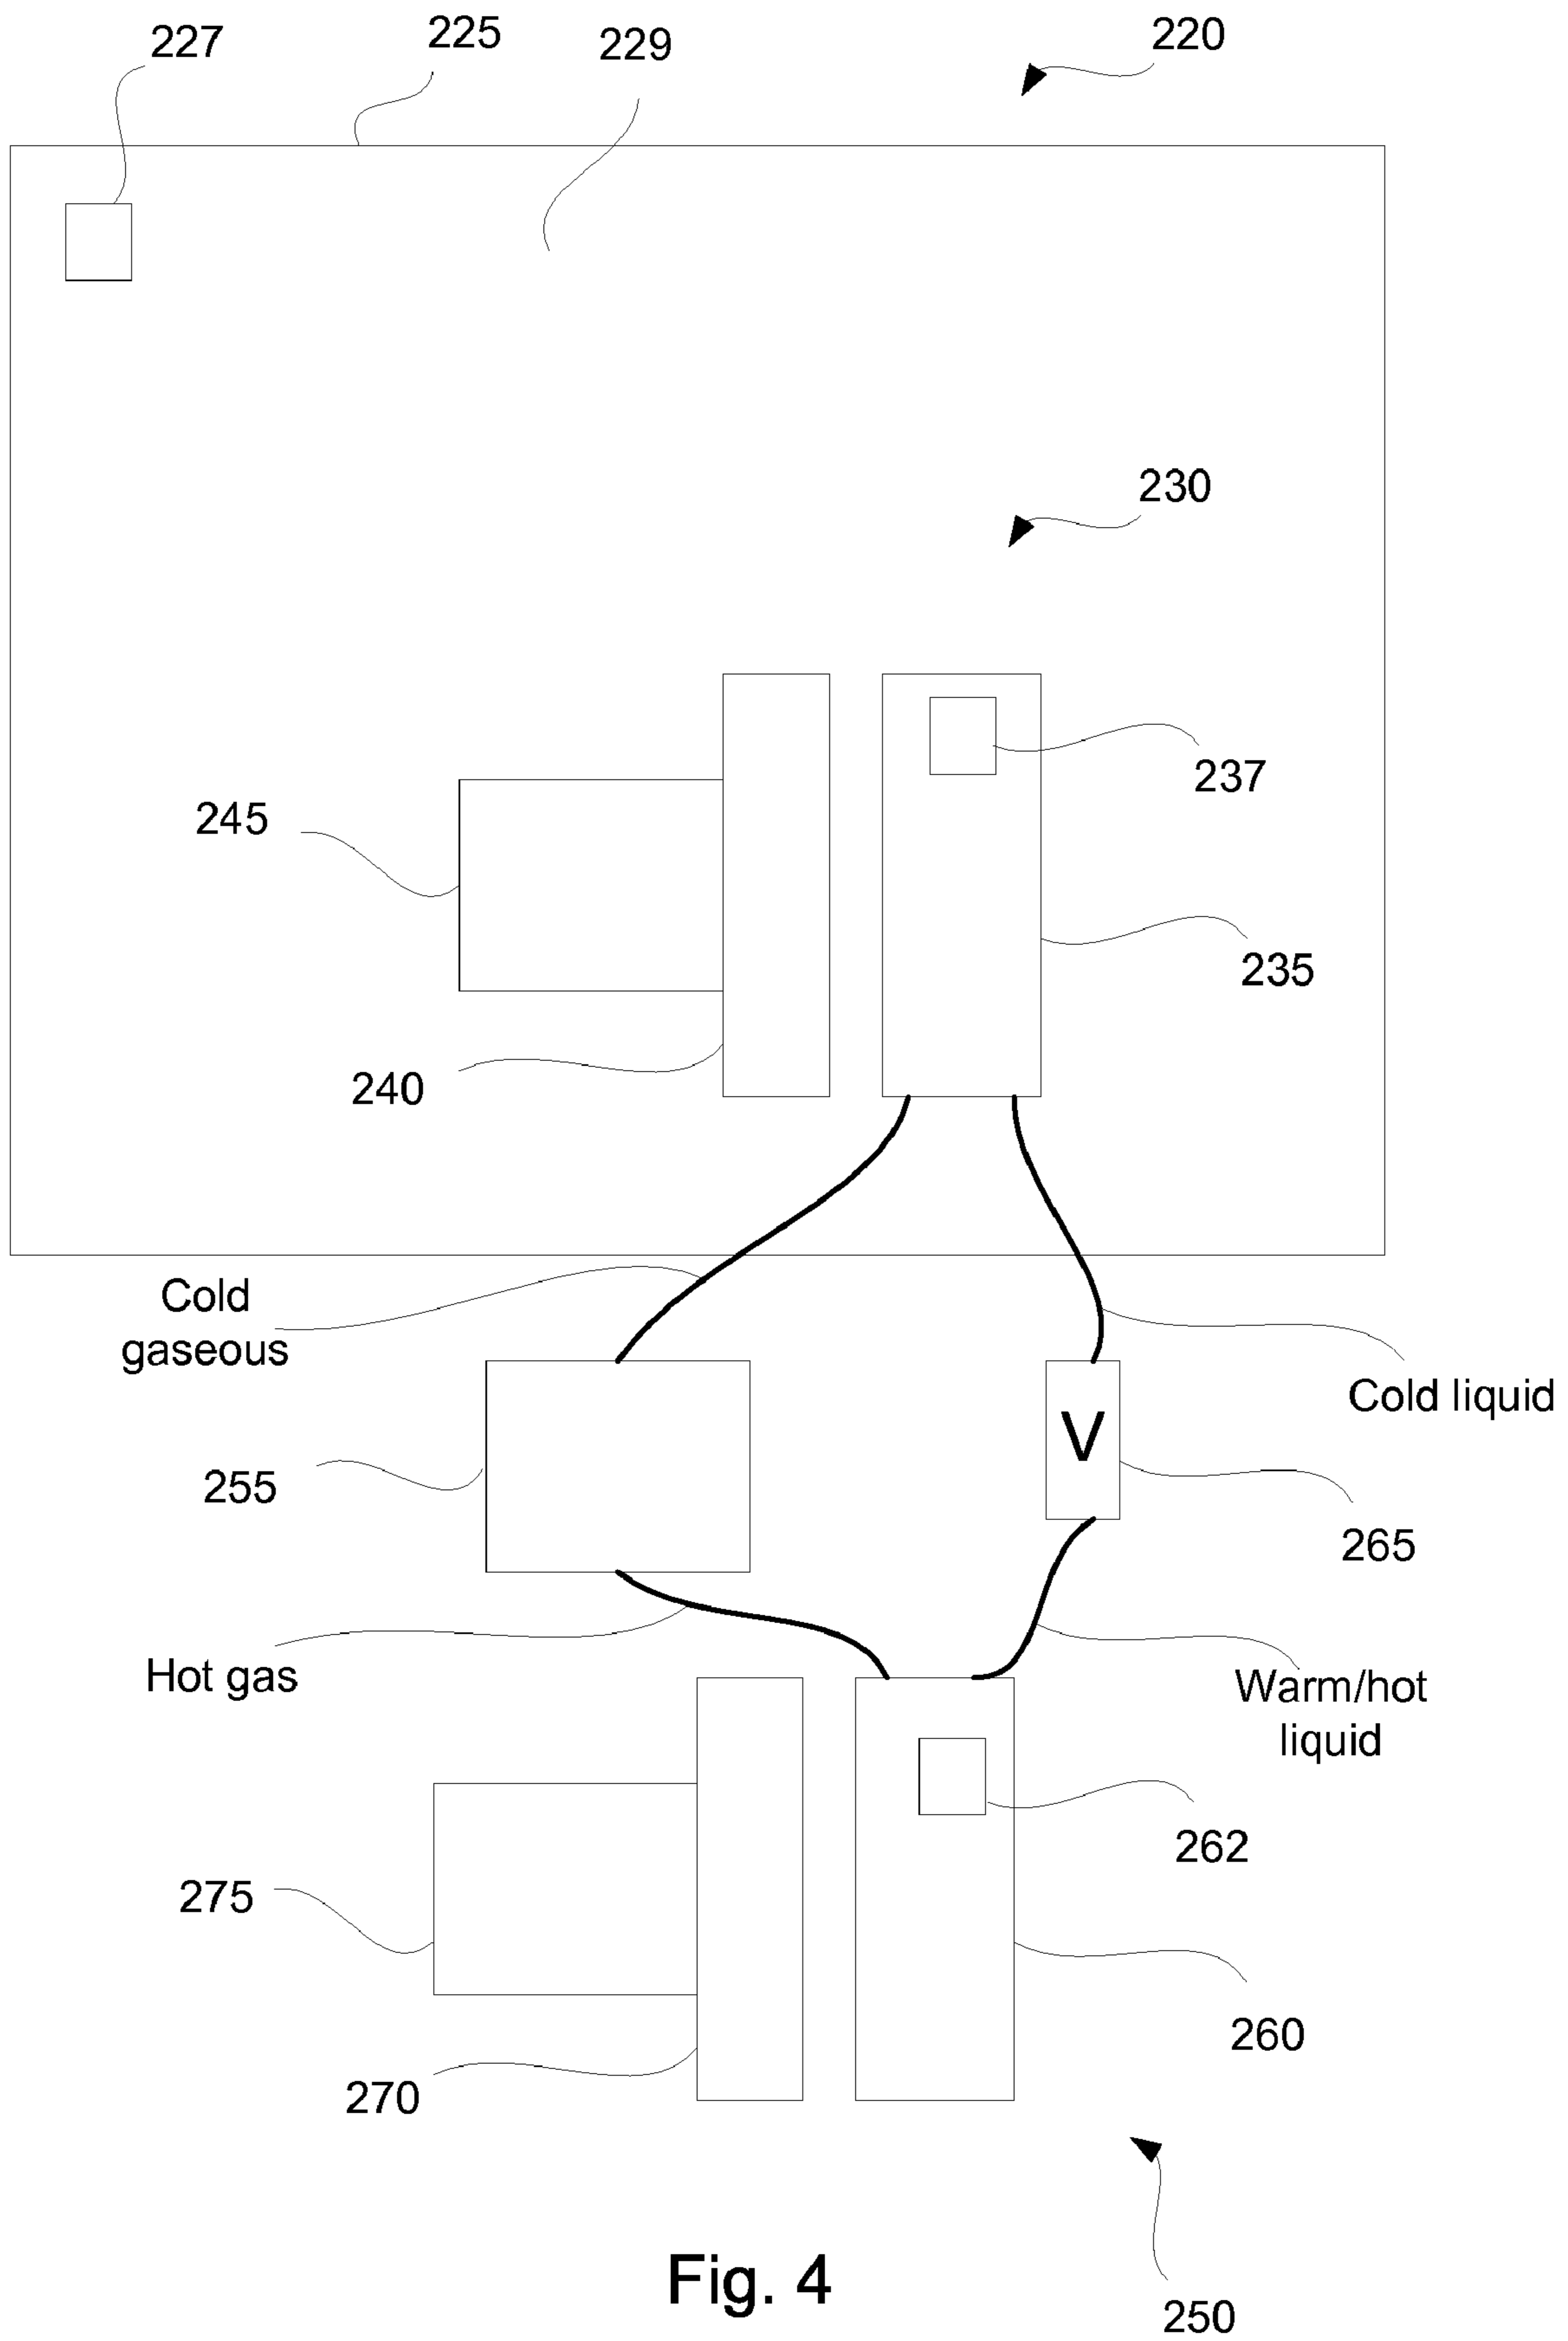 227
225
229
220
230
237
245
235
240
Cold
gaseous
Cold liquid
V
255
265
Hot gas
Warm/hot
liquid
262
275
260
270
Fig. 4
250